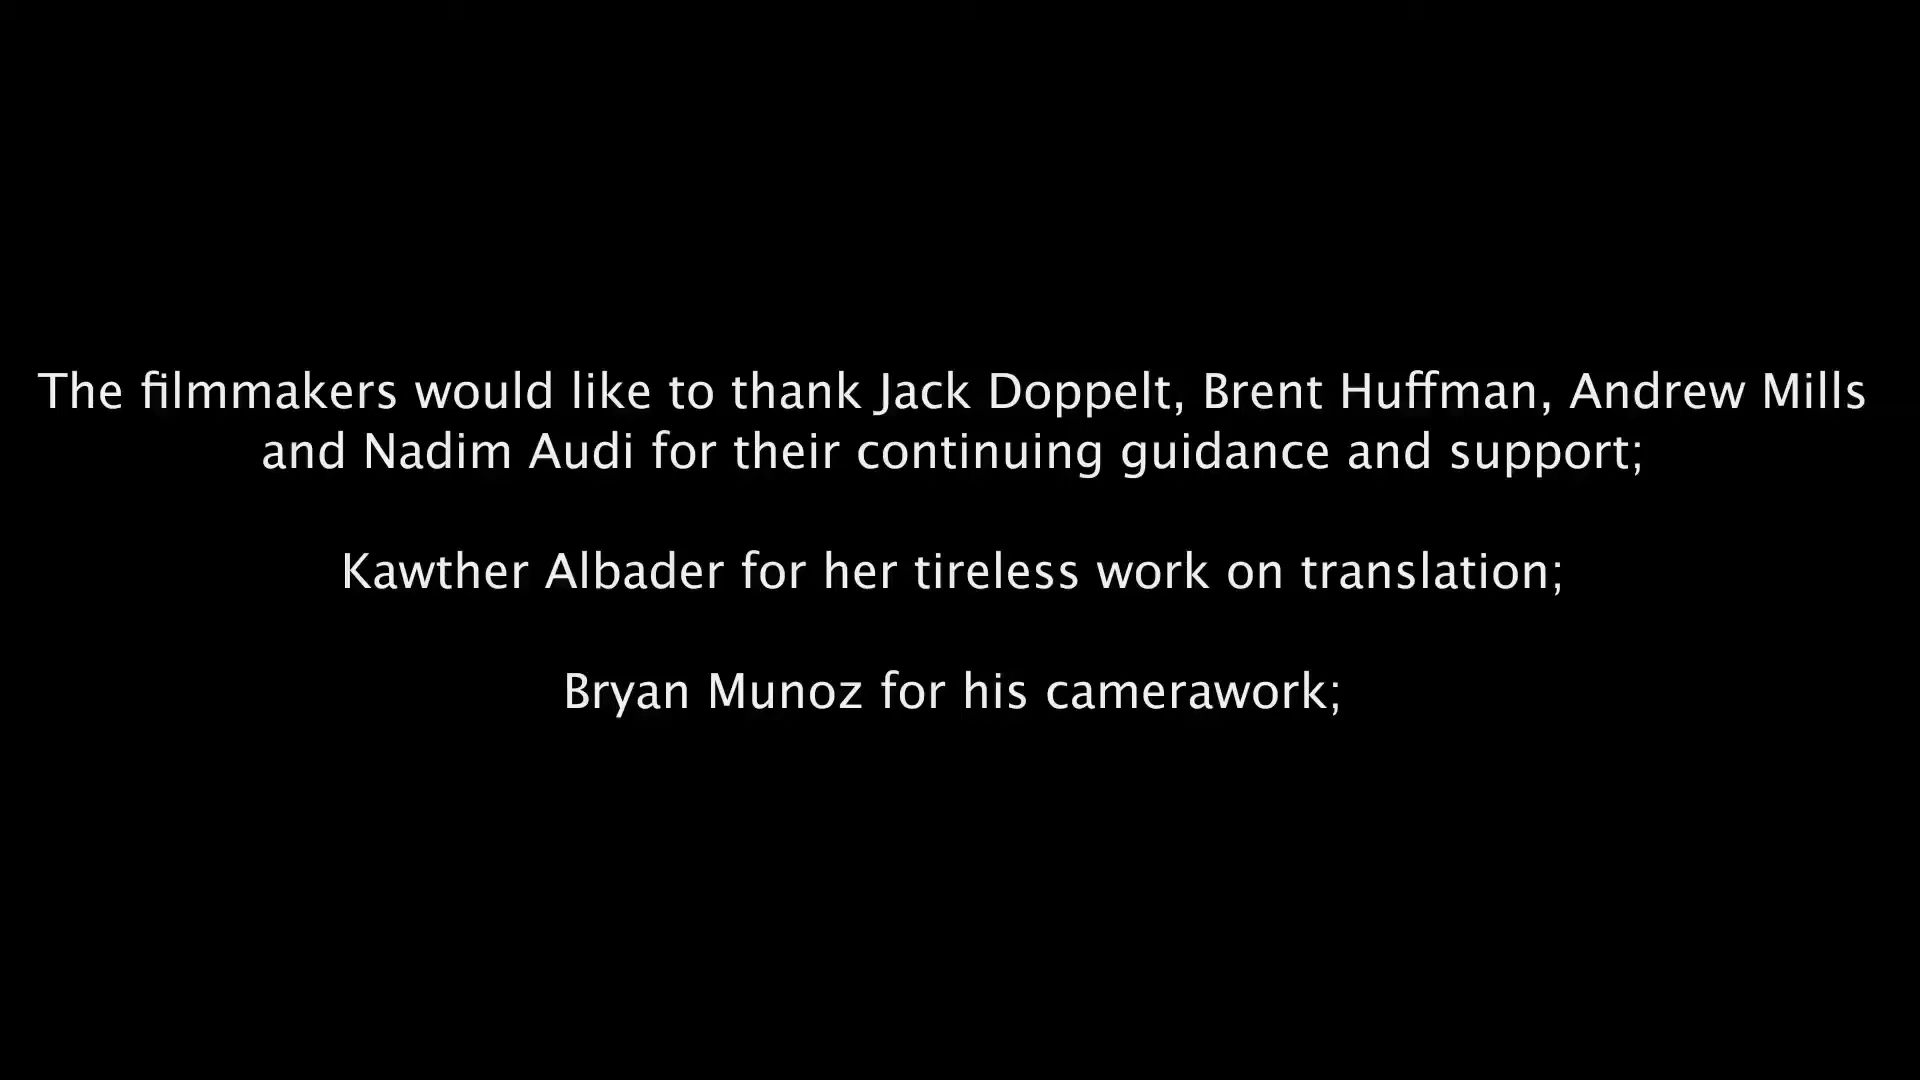 The filmmakers would like to thank Jack Doppelt, Brent Huffman, Andrew Mills
and Nadim Audi for their continuing guidance and support;
Kawther Albader for her tireless work on translation;
Bryan Munoz for his camerawork;